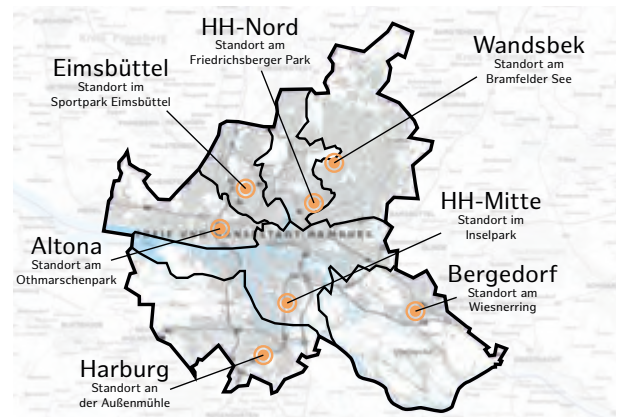 HH-Nord
Standort am
Friedrichsberger Park
Wandsbek
Standort am
Bramfelder See
Eimsbüttel
Standort im
Sportpark Eimsbüttel
HH-Mitte
Standort im
Inselpark
Altona
Standort am
Othmarschenpark
Bergedorf
Standort am
Wiesnerring
Harburg
Standort an
der Außenmühle